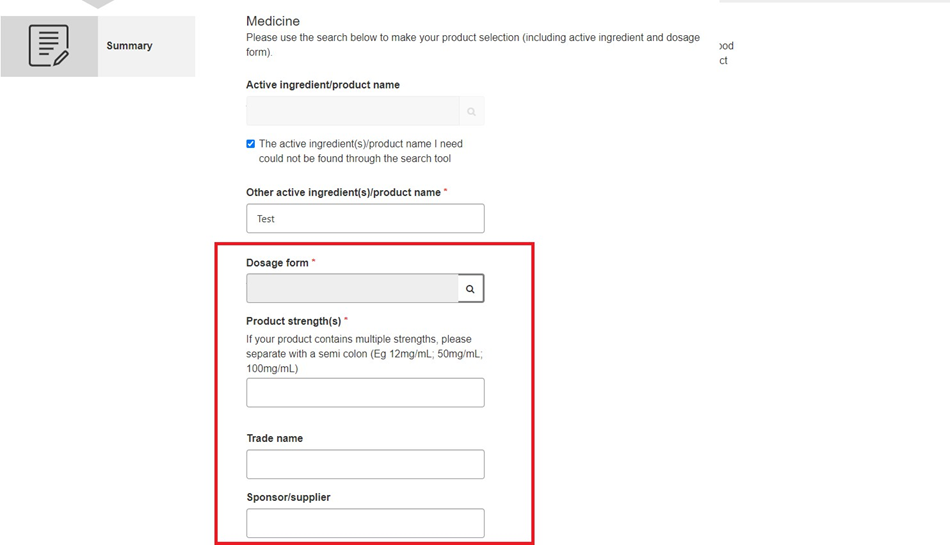 Summary
Medicine
Please use the search below to make your product selection (including active ingredient and dosage
form).
ood
ct
Active ingredient/product name
The active ingredient(s)/product name I need
could not be found through the search tool
Other active ingredient(s)/product name *
Test
Dosage form *
Product strength(s) *
If your product contains multiple strengths, please
separate with a semi colon (Eg 12mg/mL; 50mg/mL;
100mg/mL)
Trade name
Sponsor/supplier